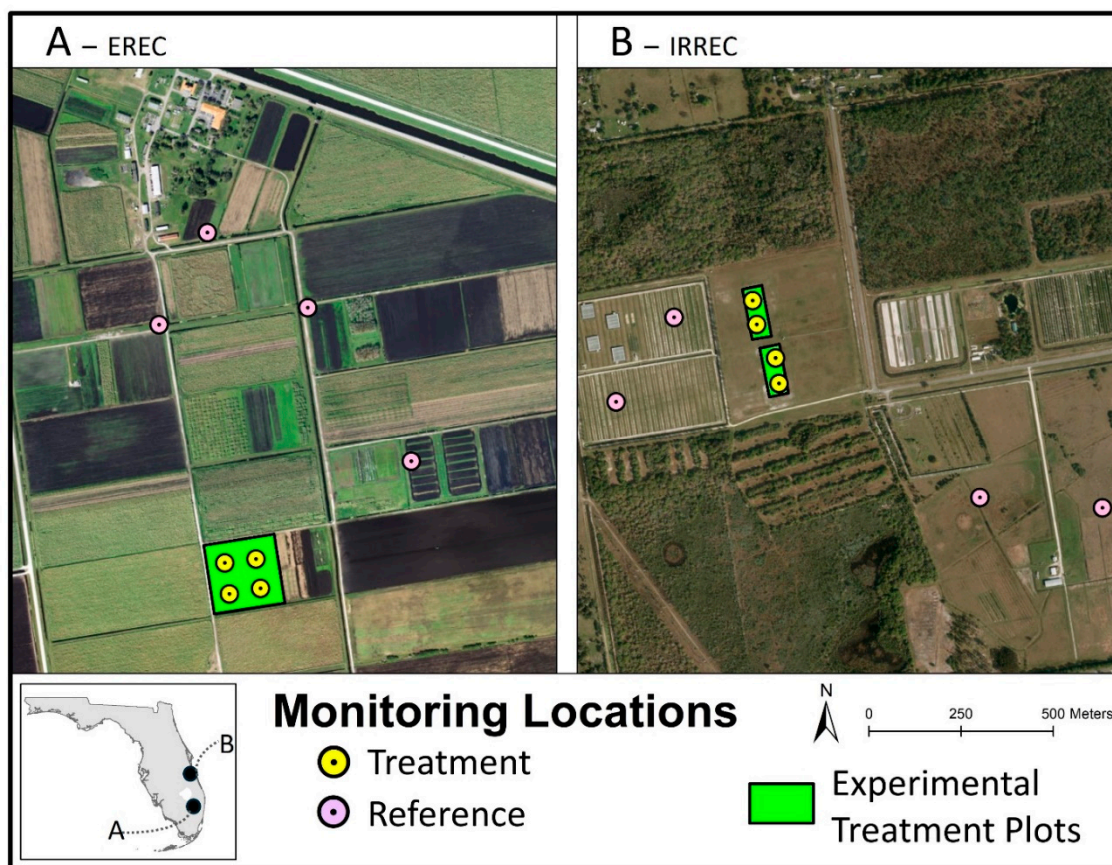 A – EREC
B – IRREC
B
A
Monitoring Locations
Treatment
Reference
N
0 250 500 Meters
Experimental
Treatment Plots